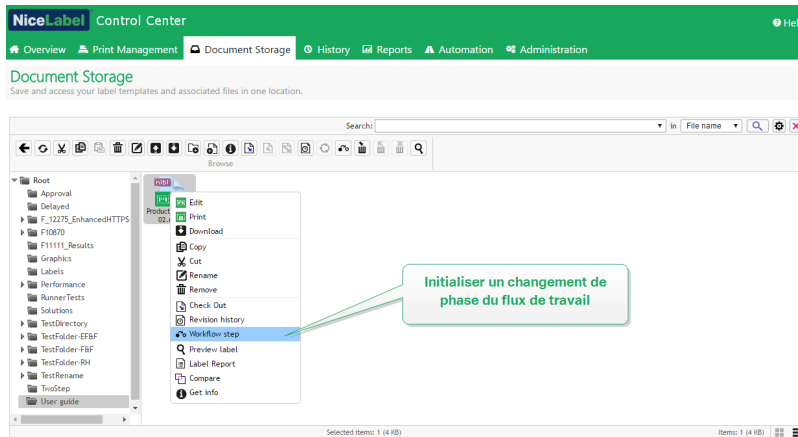 NiceLabel Control Center
Hel
Overview Print Management Document Storage History Reports Automation Administration
Document Storage
Save and access your label templates and associated files in one location.
Search: in File name
Browse
Root
Approval
Delayed
F_12275_EnhancedHTTPS
F10870
F11111_Results
Graphics
Labels
Performance
RunnerTests
Solutions
TestDirectory
TestFolder-EF&F
TestFolder-F&F
TestFolder-RH
TestRename
TwoStep
User guide
nlbl
Product
02.
Edit
Print
Download
Copy
Cut
Rename
Remove
Check Out
Revision history
Workflow step
Preview label
Label Report
Compare
Get info
Initialiser un changement de
phase du flux de travail
Selected items: 1 (4 KB)
Items: 1 (4 KB)